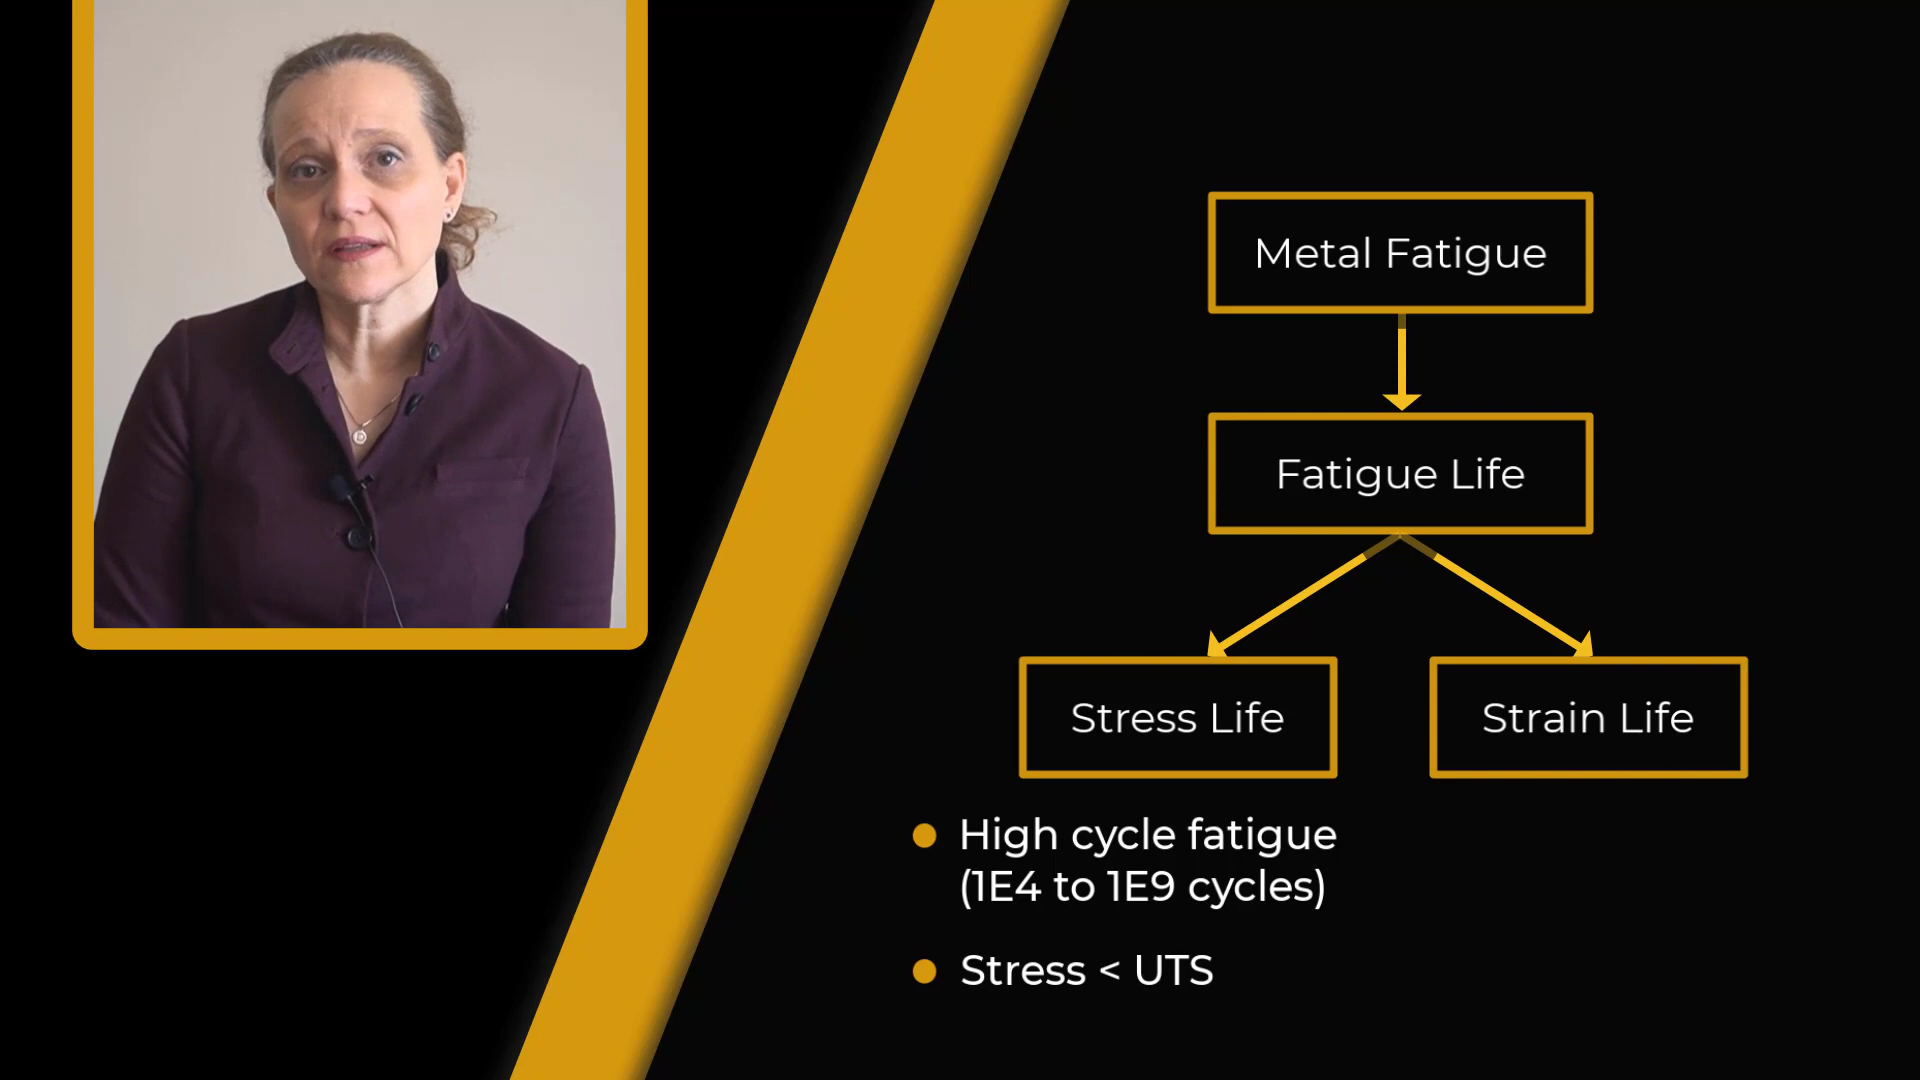 Metal Fatigue
Fatigue Life
Stress Life
Strain Life
High cycle fatigue
(1E4 to 1E9 cycles)
Stress < UTS